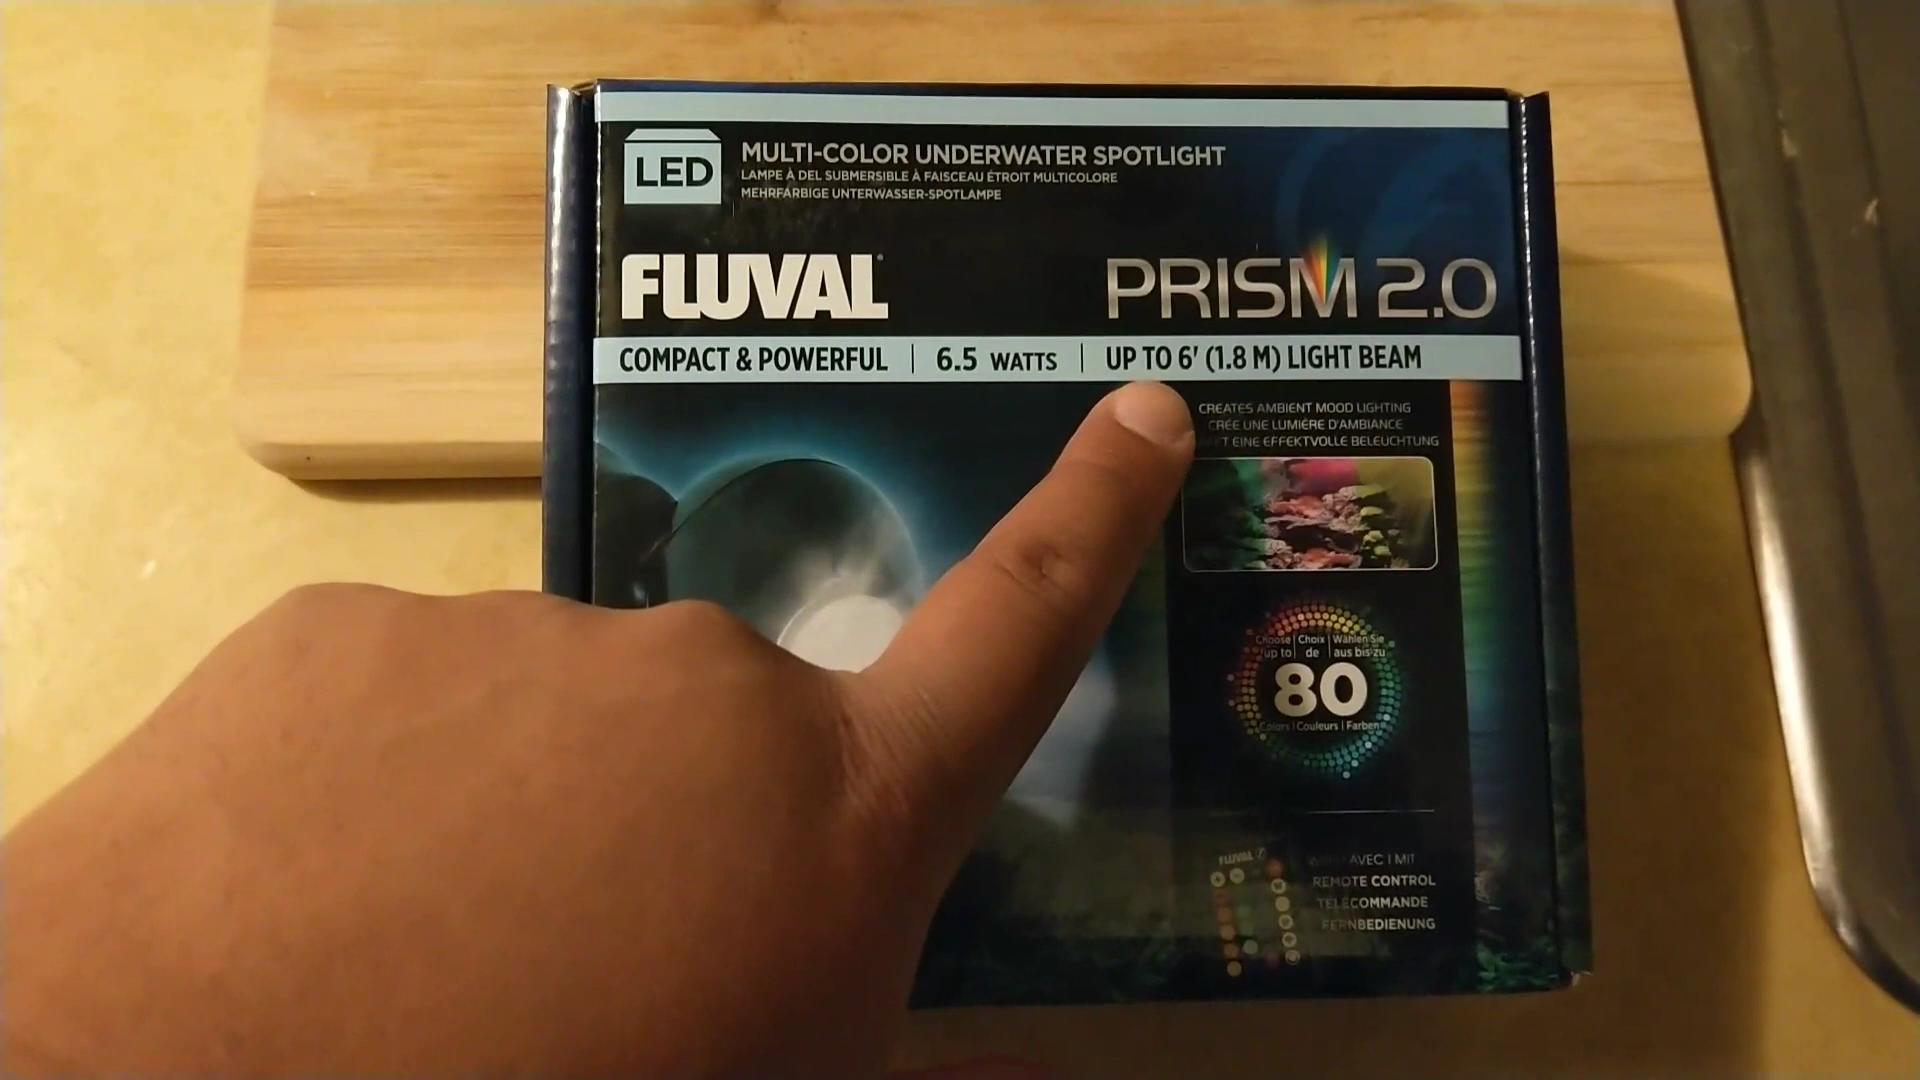 LED
MULTI-COLOR UNDERWATER SPOTLIGHT
LAMPE À DEL SUBMERSIBLE À FAISCEAU ÉTROIT MULTICOLORE
MEHRFARBIGE UNTERWASSER-SPOTLAMPE
FLUVAL
PRISM 2.0
COMPACT & POWERFUL | 6.5 WATTS | UP TO 6' (1.8 M) LIGHT BEAM
CREATES AMBIENT MOOD LIGHTING
CRÉE UNE LUMIÈRE D'AMBIANCE
EINE EFFEKTVOLLE BELEUCHTUNG
Choose | Choix | Wählen Sie
up to | de | aus bis zu
80
Colors | Couleurs | Farben
FLUVAL
AVEC | MIT
REMOTE CONTROL
TÉLÉCOMMANDE
FERNBEDIENUNG